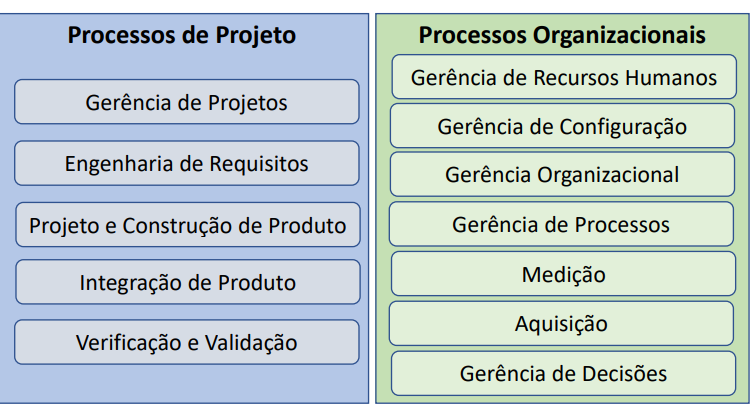 Processos de Projeto
Gerência de Projetos
Engenharia de Requisitos
Projeto e Construção de Produto
Integração de Produto
Verificação e Validação
Processos Organizacionais
Gerência de Recursos Humanos
Gerência de Configuração
Gerência Organizacional
Gerência de Processos
Medição
Aquisição
Gerência de Decisões